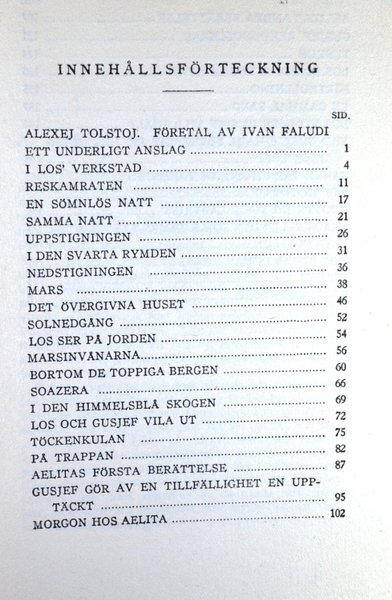 INNEHÅLLSFÖRTECKNING
SID.
ALEXEJ TOLSTOJ. FÖRETAL AV IVAN FALUDI
ETT UNDERLIGT ANSLAG 1
I LOS' VERKSTAD 4
RESKAMRATEN 11
EN SÖMNLÖS NATT 17
SAMMA NATT 21
UPPSTIGNINGEN 26
I DEN SVARTA RYMDEN 31
NEDSTIGNINGEN 36
MARS 38
DET ÖVERGIVNA HUSET 46
SOLNEDGÅNG 52
LOS SER PÅ JORDEN 54
MARSINVÅNARNA 56
BORTOM DE TOPPIGA BERGEN 60
SOAZERA 66
I DEN HIMMELSBLÅ SKOGEN 69
LOS OCH GUSJEF VILA UT 72
TÖCKENKULAN 75
PÅ TRAPPAN 82
AELITAS FÖRSTA BERÄTTELSE 87
GUSJEF GÖR AV EN TILLFÄLLIGHET EN UPP-
TÄCKT 95
MORGON HOS AELITA 102